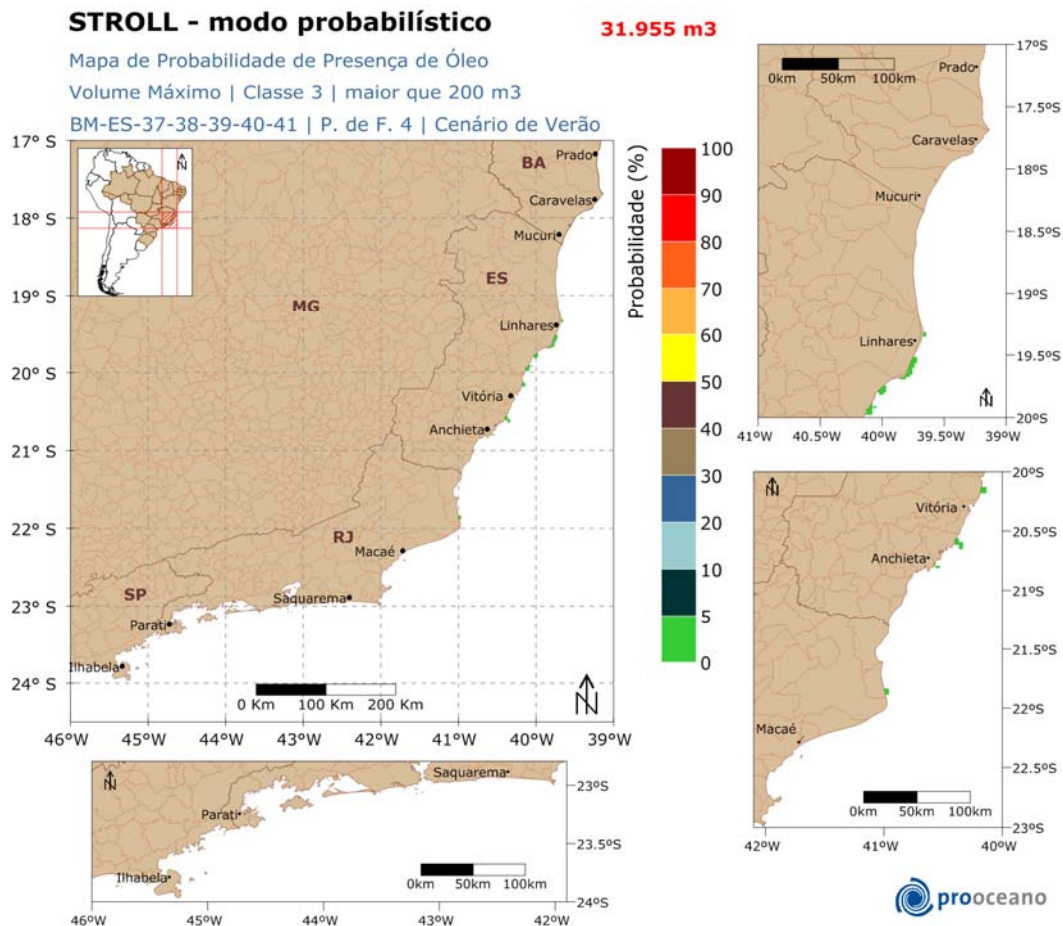 STROLL - modo probabilístico
31.955 m3
Mapa de Probabilidade de Presença de Óleo
Volume Máximo | Classe 3 | maior que 200 m3
BM-ES-37-38-39-40-41 | P. de F. 4 | Cenário de Verão
17° S
18° S
19° S
20° S
21° S
22° S
23° S
24° S
46°W
45°W
44°W
43°W
42°W
41°W
40°W
39°W
N
BA
Prado
Caravelas
Mucuri
ES
MG
Linhares
Vitória
Anchieta
RJ
Macaé
SP
Saquarema
Parati
Ilhabela
0 Km 100 Km 200 Km
N
Probabilidade (%)
100
90
80
70
60
50
40
30
20
10
5
0
0km 50km 100km
Prado
Caravelas
Mucuri
Linhares
N
17°S
17.5°S
18°S
18.5°S
19°S
19.5°S
20°S
41°W
40.5°W
40°W
39.5°W
39°W
N
Vitória
Anchieta
Macaé
0km 50km 100km
20°S
20.5°S
21°S
21.5°S
22°S
22.5°S
23°S
42°W
41°W
40°W
N
Saquarema
Parati
Ilhabela
0km 50km 100km
23°S
23.5°S
24°S
46°W
45°W
44°W
43°W
42°W
prooceano